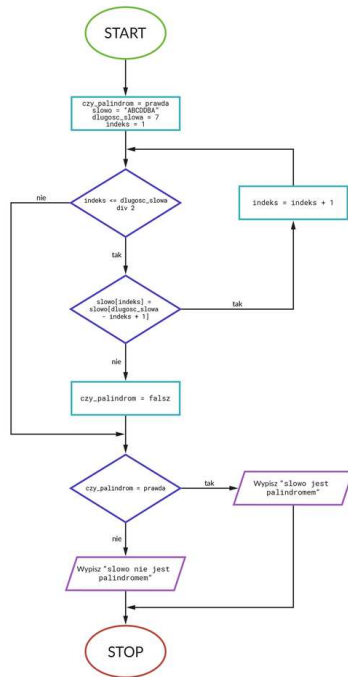 START
czy_palindrom = prawda
slowo = "ABCDDBA"
dlugosc_slowa = 7
indeks = 1
nie
indeks <= dlugosc_slowa
div 2
indeks = indeks + 1
tak
slowo[indeks] =
slowo[dlugosc_slowa
- indeks + 1]
tak
nie
czy_palindrom = falsz
czy_palindrom = prawda
tak
Wypisz "slowo jest
palindromem"
nie
Wypisz "slowo nie jest
palindromem"
STOP